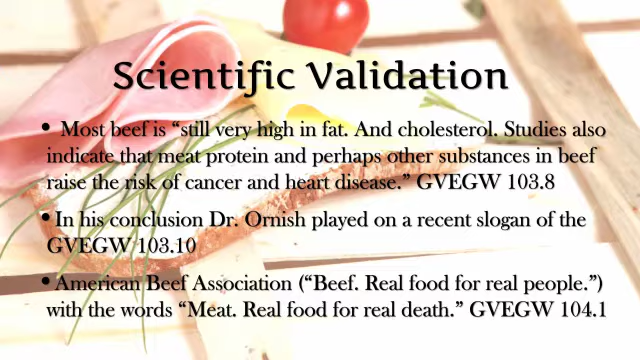 Scientific Validation
• Most beef is “still very high in fat. And cholesterol. Studies also
indicate that meat protein and perhaps other substances in beef
raise the risk of cancer and heart disease.” GVEGW 103.8
• In his conclusion Dr. Ornish played on a recent slogan of the
GVEGW 103.10
• American Beef Association (“Beef. Real food for real people.”)
with the words “Meat. Real food for real death.” GVEGW 104.1